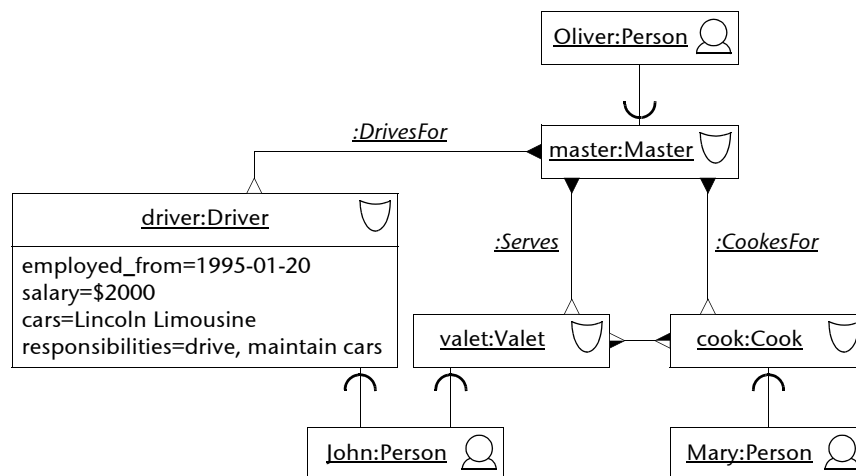 Oliver:Person
:DrivesFor
master:Master
driver:Driver
employed_from=1995-01-20
salary=$2000
cars=Lincoln Limousine
responsibilities=drive, maintain cars
:Serves
:CookesFor
valet:Valet
cook:Cook
John:Person
Mary:Person